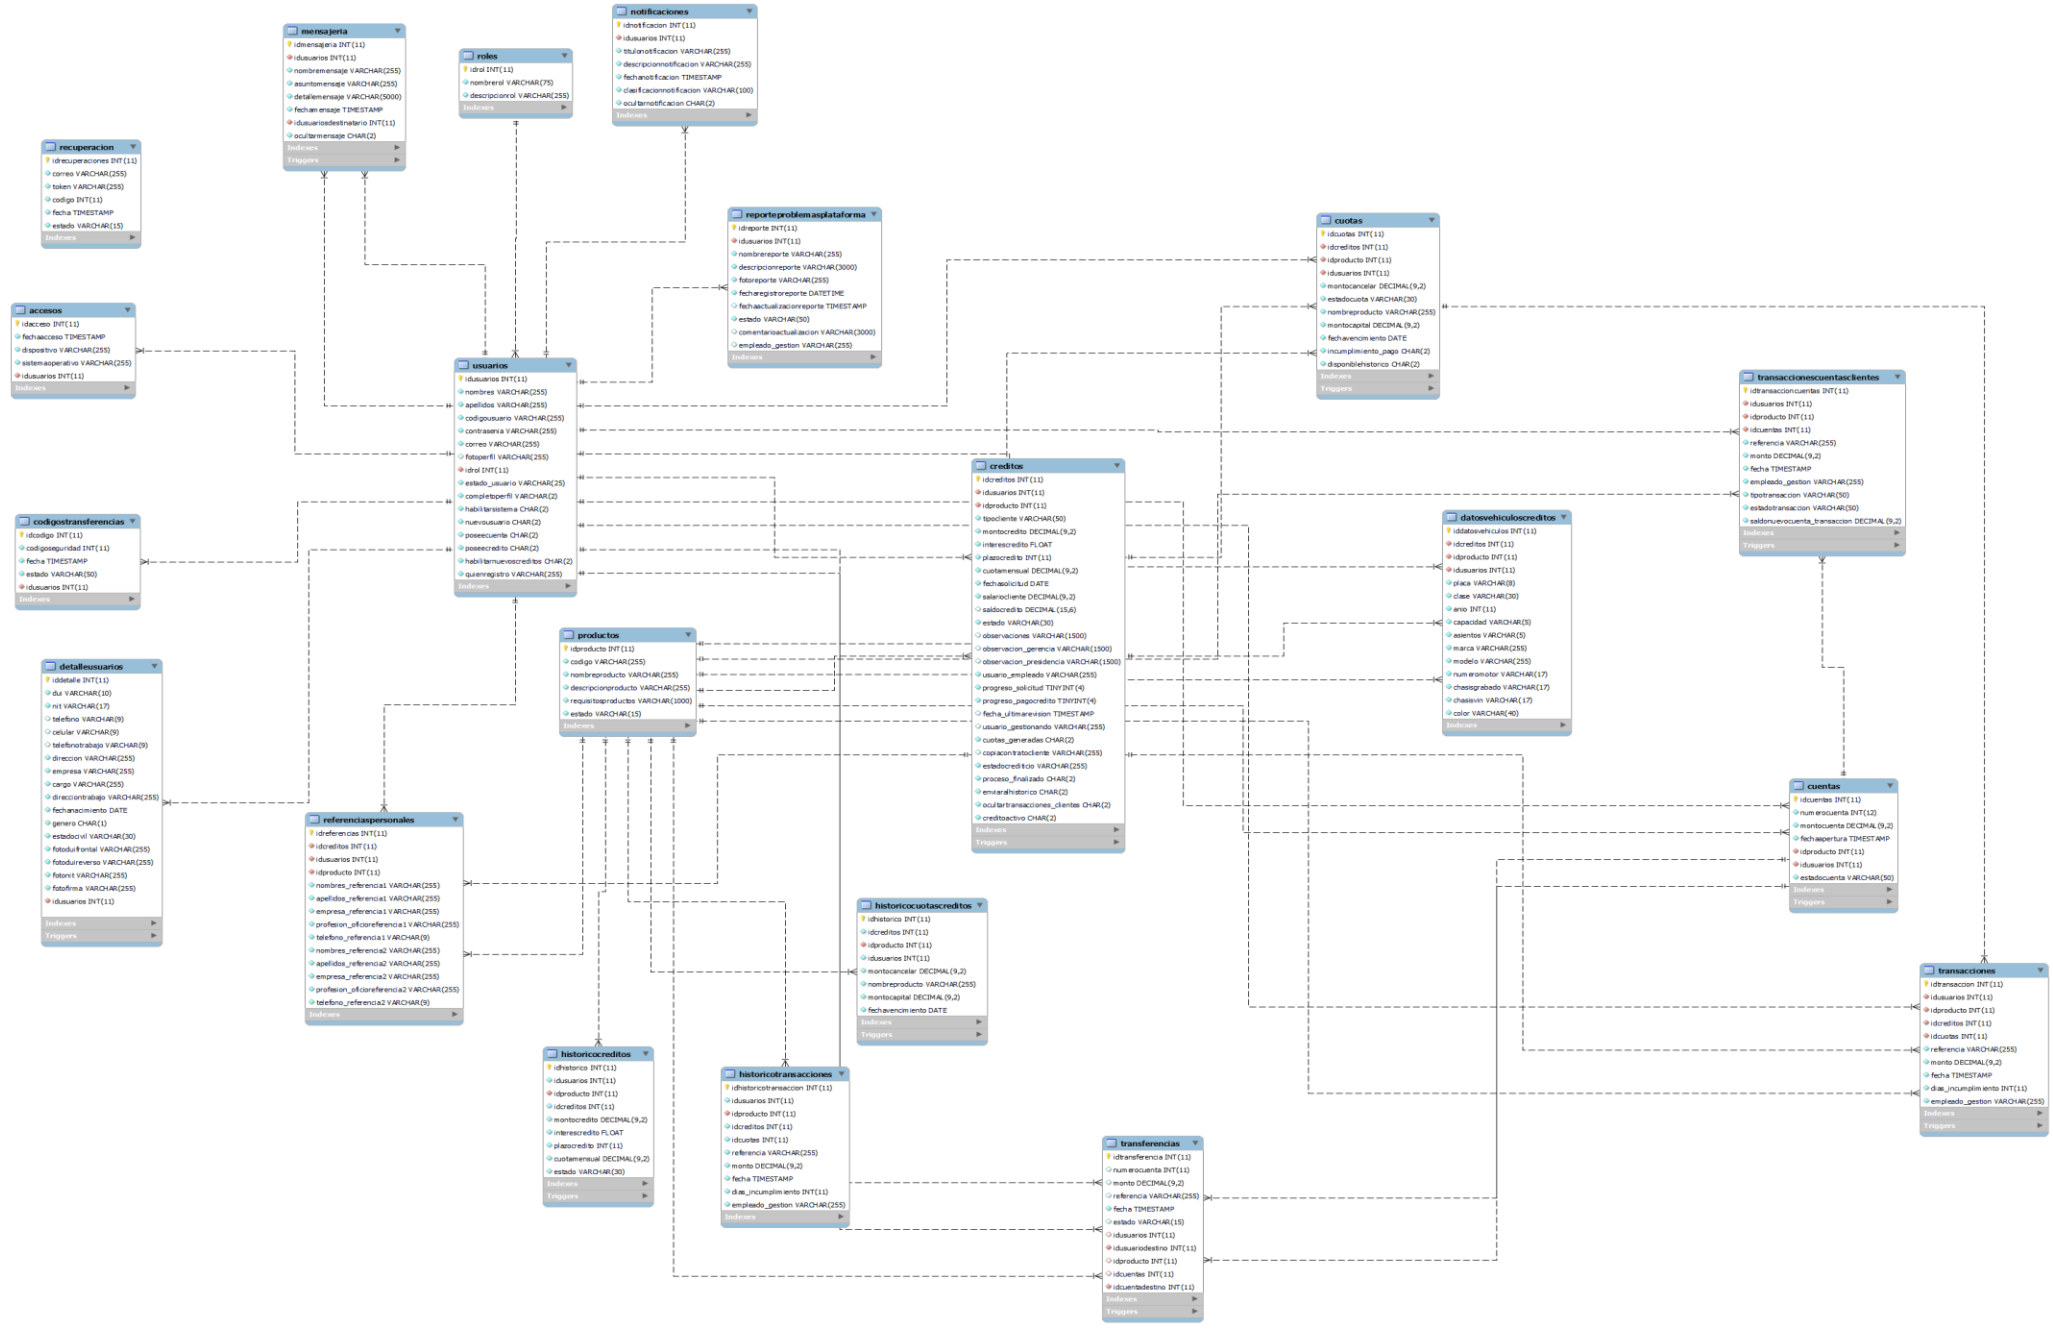 notificaciones
idnotificacion INT(11)
idusuarios INT(11)
titulonotificacion VARCHAR(255)
descripcionnotificacion VARCHAR(255)
fechanotificacion TIMESTAMP
clasificacionnotificacion VARCHAR(100)
ocultarnotificacion CHAR(2)
Indexes
mensajeria
idmensajeria INT(11)
idusuarios INT(11)
nombremensaje VARCHAR(255)
asuntomensaje VARCHAR(255)
detallemensaje VARCHAR(5000)
fechamensaje TIMESTAMP
idusuariosdestinatario INT(11)
ocultarmensaje CHAR(2)
Indexes
Triggers
roles
idrol INT(11)
nombrerol VARCHAR(75)
descripcionrol VARCHAR(255)
Indexes
recuperacion
idrecuperaciones INT(11)
correo VARCHAR(255)
token VARCHAR(255)
codigo INT(11)
fecha TIMESTAMP
estado VARCHAR(15)
Indexes
reporteproblemasplataforma
idreporte INT(11)
idusuarios INT(11)
nombrereporte VARCHAR(255)
descripcionreporte VARCHAR(3000)
fotoreporte VARCHAR(255)
fecharegistroreporte DATETIME
fechaactualizacionreporte TIMESTAMP
estado VARCHAR(50)
comentarioactualizacion VARCHAR(3000)
empleado_gestion VARCHAR(255)
Indexes
cuotas
idcuotas INT(11)
idcreditos INT(11)
idproducto INT(11)
idusuarios INT(11)
montocancelar DECIMAL(9,2)
estadocuota VARCHAR(30)
nombreproducto VARCHAR(255)
montocapital DECIMAL(9,2)
fechavencimiento DATE
incumplimiento_pago CHAR(2)
disponiblehistorico CHAR(2)
Indexes
Triggers
accesos
idacceso INT(11)
fechaacceso TIMESTAMP
dispositivo VARCHAR(255)
sistemaoperativo VARCHAR(255)
idusuarios INT(11)
Indexes
usuarios
idusuarios INT(11)
nombres VARCHAR(255)
apellidos VARCHAR(255)
codigousuario VARCHAR(255)
contrasenia VARCHAR(255)
correo VARCHAR(255)
fotoperfil VARCHAR(255)
idrol INT(11)
estado_usuario VARCHAR(25)
completoperfil VARCHAR(2)
habilitarsistema CHAR(2)
nuevousuario CHAR(2)
poseecuenta CHAR(2)
poseecredito CHAR(2)
habilitarnuevoscreditos CHAR(2)
quienregistro VARCHAR(255)
Indexes
transaccionescuentasclientes
idtransaccioncuentas INT(11)
idusuarios INT(11)
idproducto INT(11)
idcuentas INT(11)
referencia VARCHAR(255)
monto DECIMAL(9,2)
fecha TIMESTAMP
empleado_gestion VARCHAR(255)
tipotransaccion VARCHAR(50)
estadotransaccion VARCHAR(50)
saldonuevocuenta_transaccion DECIMAL(9,2)
Indexes
Triggers
creditos
idcreditos INT(11)
idusuarios INT(11)
idproducto INT(11)
tipocliente VARCHAR(50)
montocredito DECIMAL(9,2)
interescredito FLOAT
plazocredito INT(11)
cuotamensual DECIMAL(9,2)
fechasolicitud DATE
salariocliente DECIMAL(9,2)
saldocredito DECIMAL(15,6)
estado VARCHAR(30)
observaciones VARCHAR(1500)
observacion_gerencia VARCHAR(1500)
observacion_presidencia VARCHAR(1500)
usuario_empleado VARCHAR(255)
progreso_solicitud TINYINT(4)
progreso_pagocredito TINYINT(4)
fecha_ultimarevision TIMESTAMP
usuario_gestionando VARCHAR(255)
cuotas_generadas CHAR(2)
copiacontratocliente VARCHAR(255)
estadocrediticio VARCHAR(255)
proceso_finalizado CHAR(2)
enviaralhistorico CHAR(2)
ocultartransacciones_clientes CHAR(2)
creditoactivo CHAR(2)
Indexes
Triggers
datosvehiculoscreditos
iddatosvehiculos INT(11)
idcreditos INT(11)
idproducto INT(11)
idusuarios INT(11)
placa VARCHAR(8)
clase VARCHAR(30)
anio INT(11)
capacidad VARCHAR(5)
asientos VARCHAR(5)
marca VARCHAR(255)
modelo VARCHAR(255)
numeromotor VARCHAR(17)
chasisgrabado VARCHAR(17)
chasisvin VARCHAR(17)
color VARCHAR(40)
Indexes
codigostransferencias
idcodigo INT(11)
codigoseguridad INT(11)
fecha TIMESTAMP
estado VARCHAR(50)
idusuarios INT(11)
Indexes
productos
idproducto INT(11)
codigo VARCHAR(255)
nombreproducto VARCHAR(255)
descripcionproducto VARCHAR(255)
requisitosproductos VARCHAR(1000)
estado VARCHAR(15)
Indexes
detalleusuarios
iddetalle INT(11)
dui VARCHAR(10)
nit VARCHAR(17)
telefono VARCHAR(9)
celular VARCHAR(9)
telefonotrabajo VARCHAR(9)
direccion VARCHAR(255)
empresa VARCHAR(255)
cargo VARCHAR(255)
direcciontrabajo VARCHAR(255)
fechanacimiento DATE
genero CHAR(1)
estadocivil VARCHAR(30)
fotoduifrontal VARCHAR(255)
fotoduireverso VARCHAR(255)
fotonit VARCHAR(255)
fotofirma VARCHAR(255)
idusuarios INT(11)
Indexes
Triggers
cuentas
idcuentas INT(11)
numerocuenta INT(12)
montocuenta DECIMAL(9,2)
fechaapertura TIMESTAMP
idproducto INT(11)
idusuarios INT(11)
estadocuenta VARCHAR(50)
Indexes
Triggers
referenciaspersonales
idreferencias INT(11)
idcreditos INT(11)
idusuarios INT(11)
idproducto INT(11)
nombres_referencia1 VARCHAR(255)
apellidos_referencia1 VARCHAR(255)
empresa_referencia1 VARCHAR(255)
profesion_oficioreferencia1 VARCHAR(255)
telefono_referencia1 VARCHAR(9)
nombres_referencia2 VARCHAR(255)
apellidos_referencia2 VARCHAR(255)
empresa_referencia2 VARCHAR(255)
profesion_oficioreferencia2 VARCHAR(255)
telefono_referencia2 VARCHAR(9)
Indexes
historicocuotascreditos
idhistorico INT(11)
idcreditos INT(11)
idproducto INT(11)
idusuarios INT(11)
montocancelar DECIMAL(9,2)
nombreproducto VARCHAR(255)
montocapital DECIMAL(9,2)
fechavencimiento DATE
Indexes
Triggers
transacciones
idtransaccion INT(11)
idusuarios INT(11)
idproducto INT(11)
idcreditos INT(11)
idcuotas INT(11)
referencia VARCHAR(255)
monto DECIMAL(9,2)
fecha TIMESTAMP
dias_incumplimiento INT(11)
empleado_gestion VARCHAR(255)
Indexes
Triggers
historicocreditos
idhistorico INT(11)
idusuarios INT(11)
idproducto INT(11)
idcreditos INT(11)
montocredito DECIMAL(9,2)
interescredito FLOAT
plazocredito INT(11)
cuotamensual DECIMAL(9,2)
estado VARCHAR(30)
Indexes
Triggers
historicotransacciones
idhistoricotransaccion INT(11)
idusuarios INT(11)
idproducto INT(11)
idcreditos INT(11)
idcuotas INT(11)
referencia VARCHAR(255)
monto DECIMAL(9,2)
fecha TIMESTAMP
dias_incumplimiento INT(11)
empleado_gestion VARCHAR(255)
Indexes
transferencias
idtransferencia INT(11)
numerocuenta INT(11)
monto DECIMAL(9,2)
referencia VARCHAR(255)
fecha TIMESTAMP
estado VARCHAR(15)
idusuarios INT(11)
idusuariodestino INT(11)
idproducto INT(11)
idcuentas INT(11)
idcuentadestino INT(11)
Indexes
Triggers